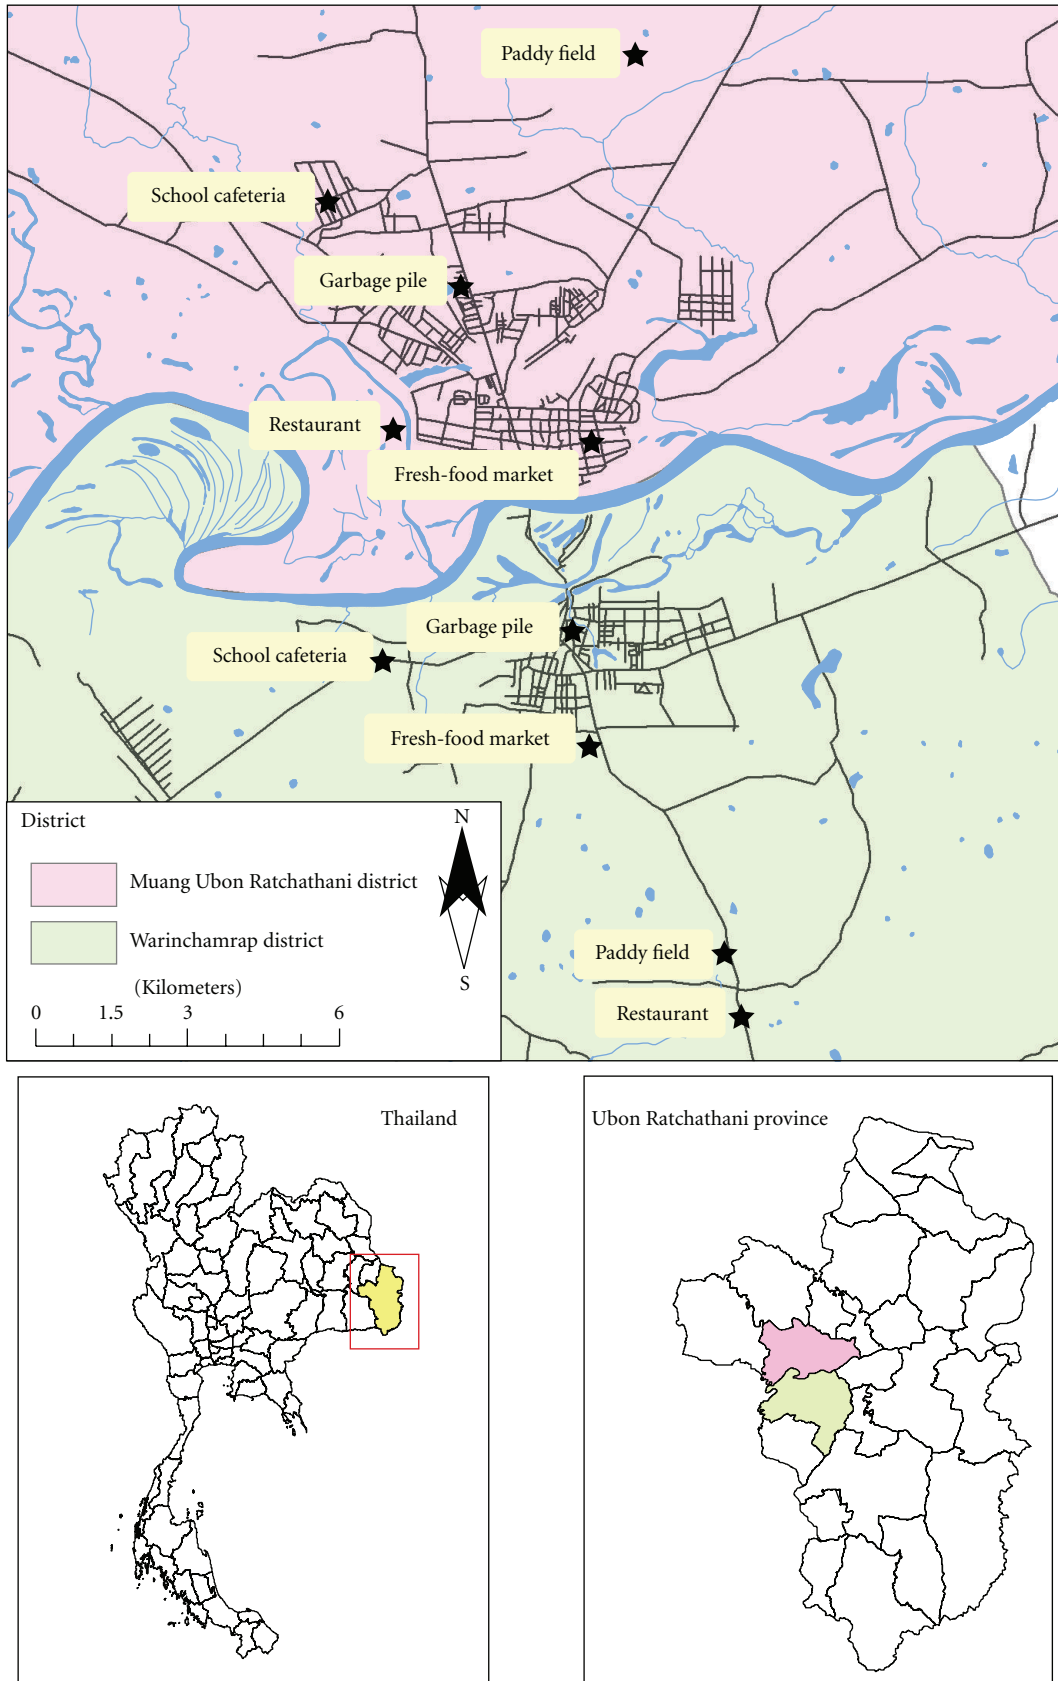 Paddy field
School cafeteria
Garbage pile
Restaurant
Fresh-food market
Garbage pile
School cafeteria
Fresh-food market
District
N
Muang Ubon Ratchathani district
Warinchamrap district
S
(Kilometers)
0 1.5 3 6
Paddy field
Restaurant
Thailand
Ubon Ratchathani province